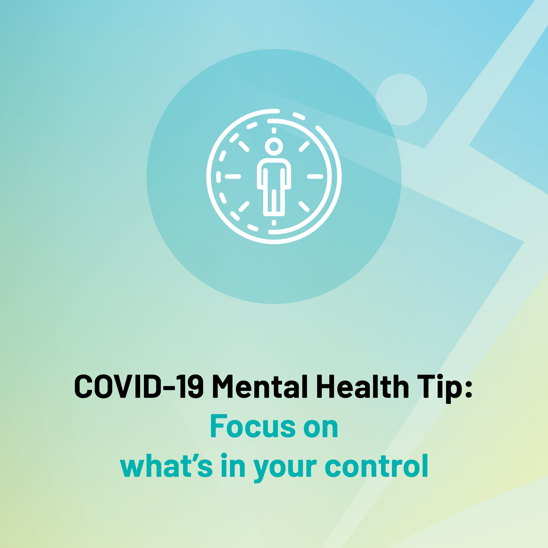 COVID-19 Mental Health Tip:
Focus on
what's in your control